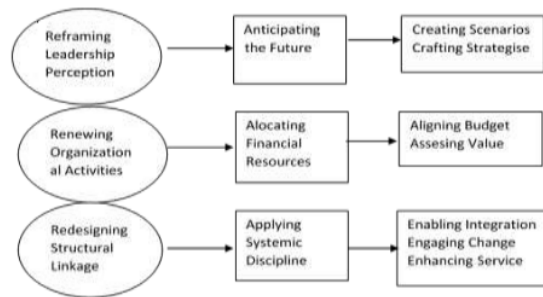 Reframing
Leadership
Perception
Anticipating
the Future
Creating Scenarios
Crafting Strategise
Renewing
Organization
al Activities
Alocating
Financial
Resources
Aligning Budget
Assesing Value
Redesigning
Structural
Linkage
Applying
Systemic
Discipline
Enabling Integration
Engaging Change
Enhancing Service